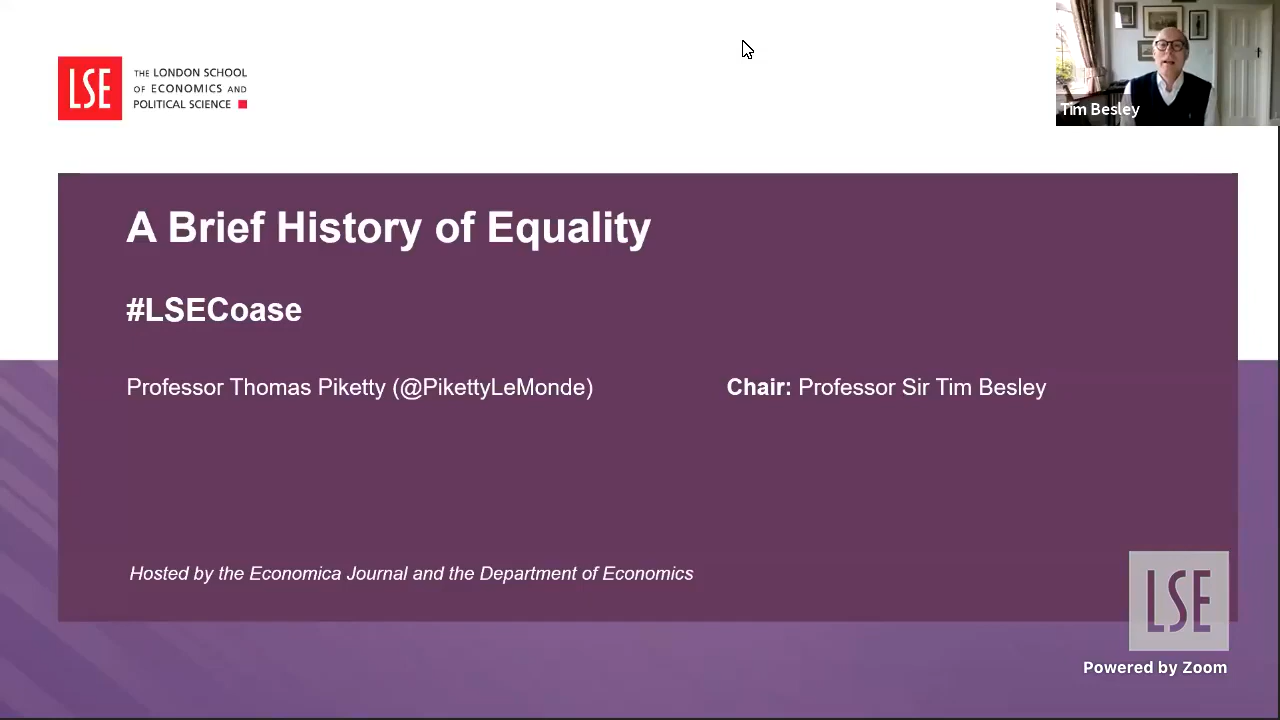 LSE
THE LONDON SCHOOL
OF ECONOMICS AND
POLITICAL SCIENCE
Tim Besley
A Brief History of Equality
#LSECoase
Professor Thomas Piketty (@PikettyLeMonde)
Chair: Professor Sir Tim Besley
Hosted by the Economica Journal and the Department of Economics
LSE
Powered by Zoom